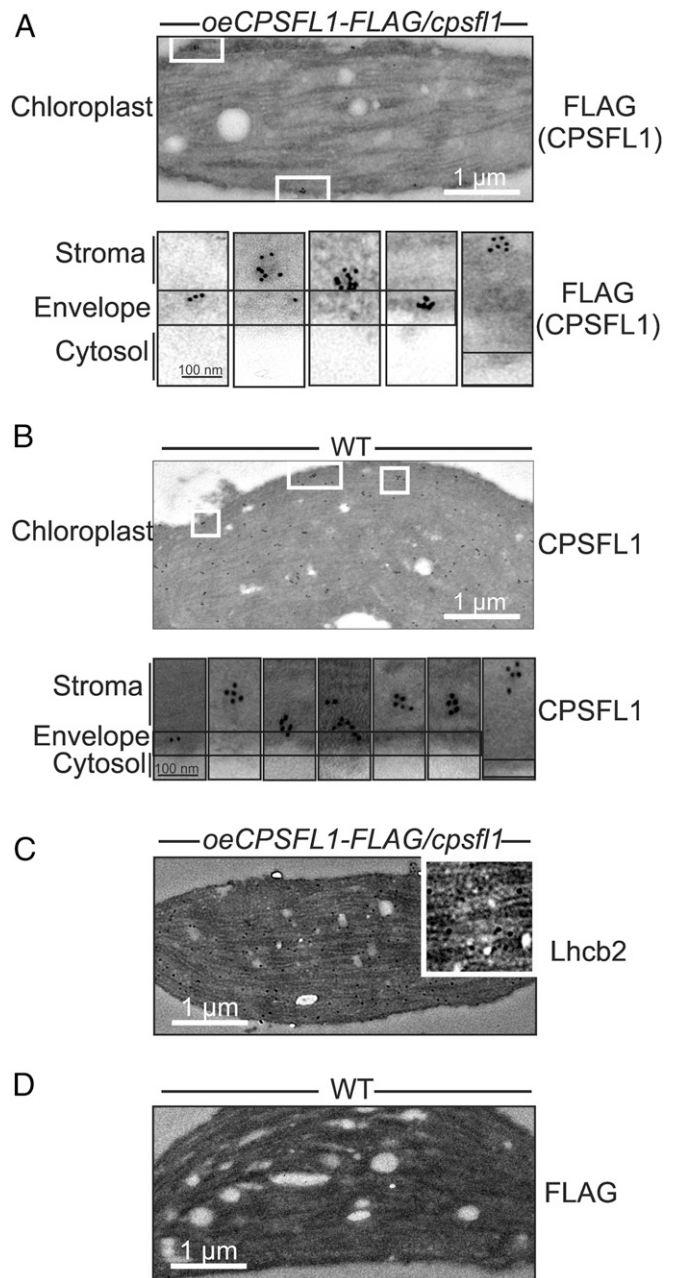 A
oeCPSFL1-FLAG/cpsfl1
Chloroplast
FLAG
(CPSFL1)
1 µm
Stroma
Envelope
Cytosol
100 nm
FLAG
(CPSFL1)
B
WT
Chloroplast
CPSFL1
1 µm
Stroma
Envelope
Cytosol
100 nm
CPSFL1
C
oeCPSFL1-FLAG/cpsfl1
Lhcb2
1 µm
D
WT
FLAG
1 µm